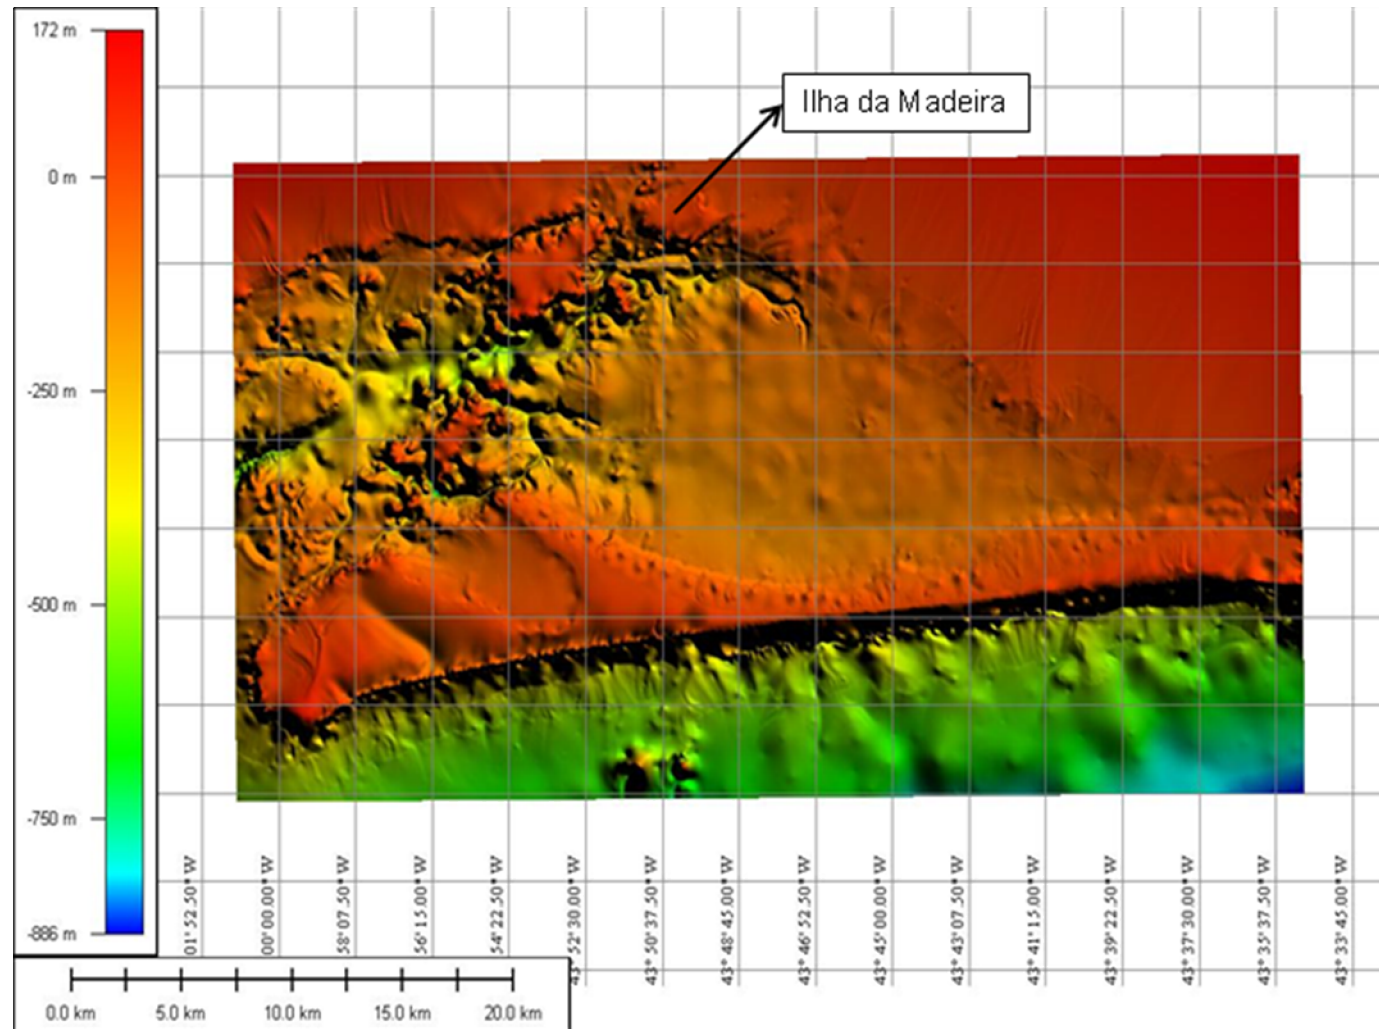 172 m
0 m
-250 m
-500 m
-750 m
-886 m
Ilha da Madeira
01° 52' 50" W
00' 00.00" W
58' 07.50" W
56' 15.00" W
54' 22.50" W
43° 52' 30.00" W
43° 50' 37.50" W
43° 48' 45.00" W
43° 46' 52.50" W
43° 45' 00.00" W
43° 43' 07.50" W
43° 41' 15.00" W
43° 39' 22.50" W
43° 37' 30.00" W
43° 35' 37.50" W
43° 33' 45.00" W
0.0 km
5.0 km
10.0 km
15.0 km
20.0 km